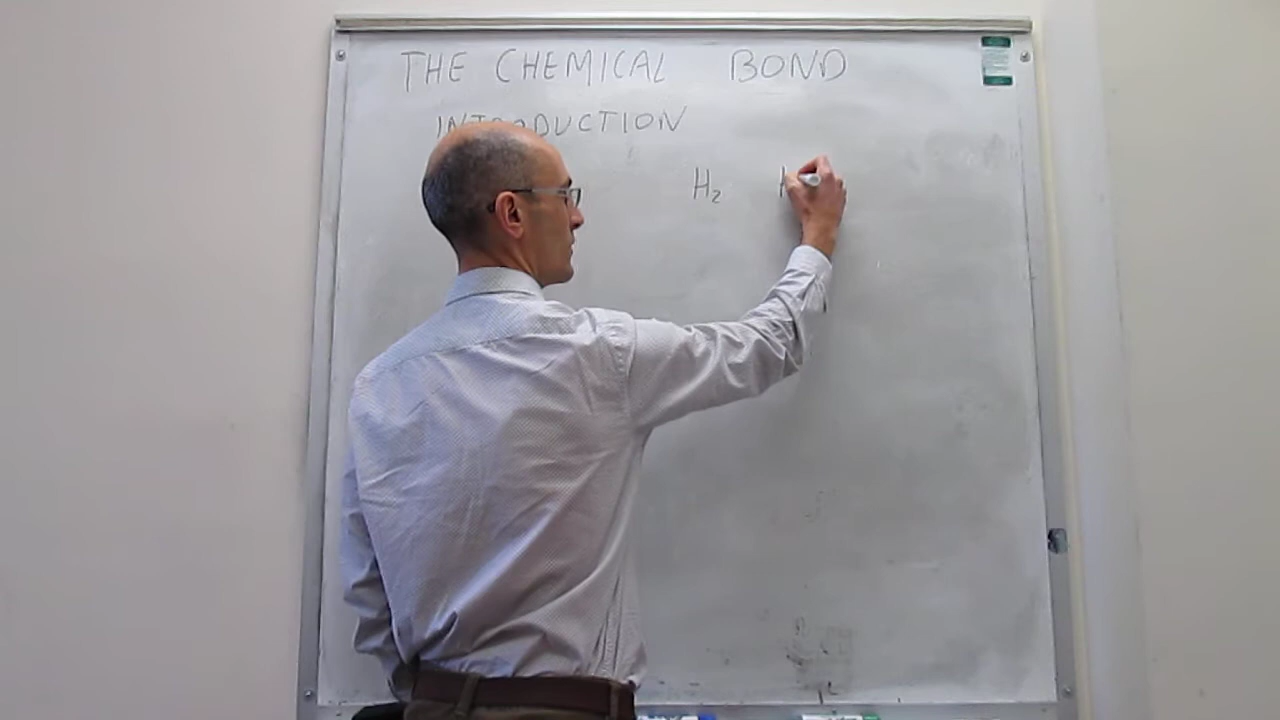 THE CHEMICAL BOND
INTRODUCTION
H₂